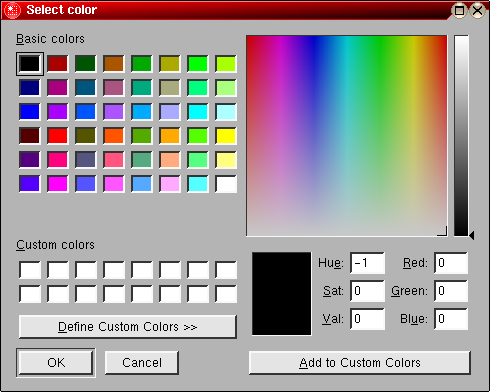 Select color
Basic colors
Custom colors
Define Custom Colors >>
OK
Cancel
Hue: -1
Red: 0
Sat: 0
Green: 0
Val: 0
Blue: 0
Add to Custom Colors